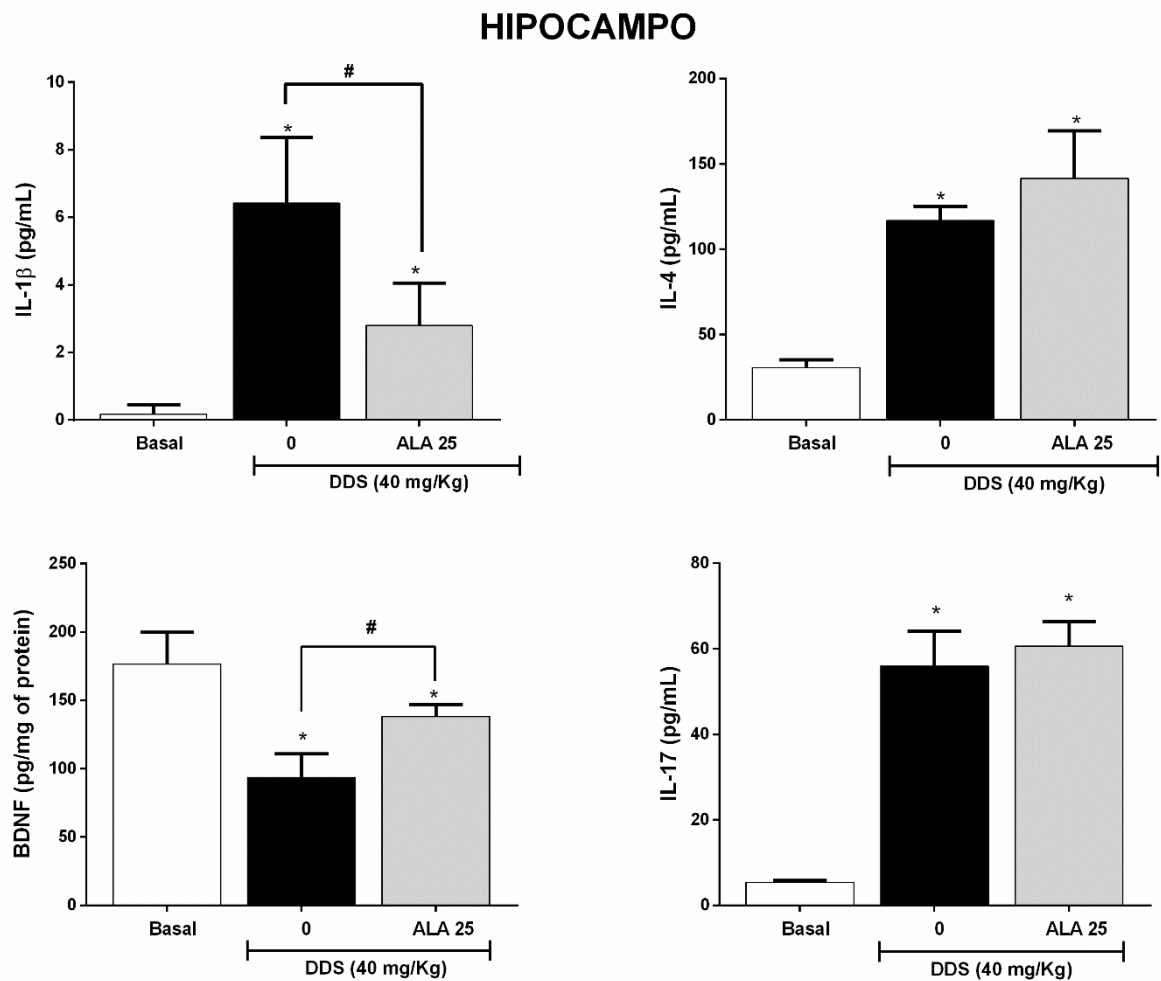 HIPOCAMPO
IL-1β (pg/mL)
10
8
6
4
2
0
#
*
*
Basal
0
ALA 25
DDS (40 mg/Kg)
IL-4 (pg/mL)
200
150
100
50
0
*
*
Basal
0
ALA 25
DDS (40 mg/Kg)
BDNF (pg/mg of protein)
250
200
150
100
50
0
#
*
*
Basal
0
ALA 25
DDS (40 mg/Kg)
IL-17 (pg/mL)
80
60
40
20
0
*
*
Basal
0
ALA 25
DDS (40 mg/Kg)